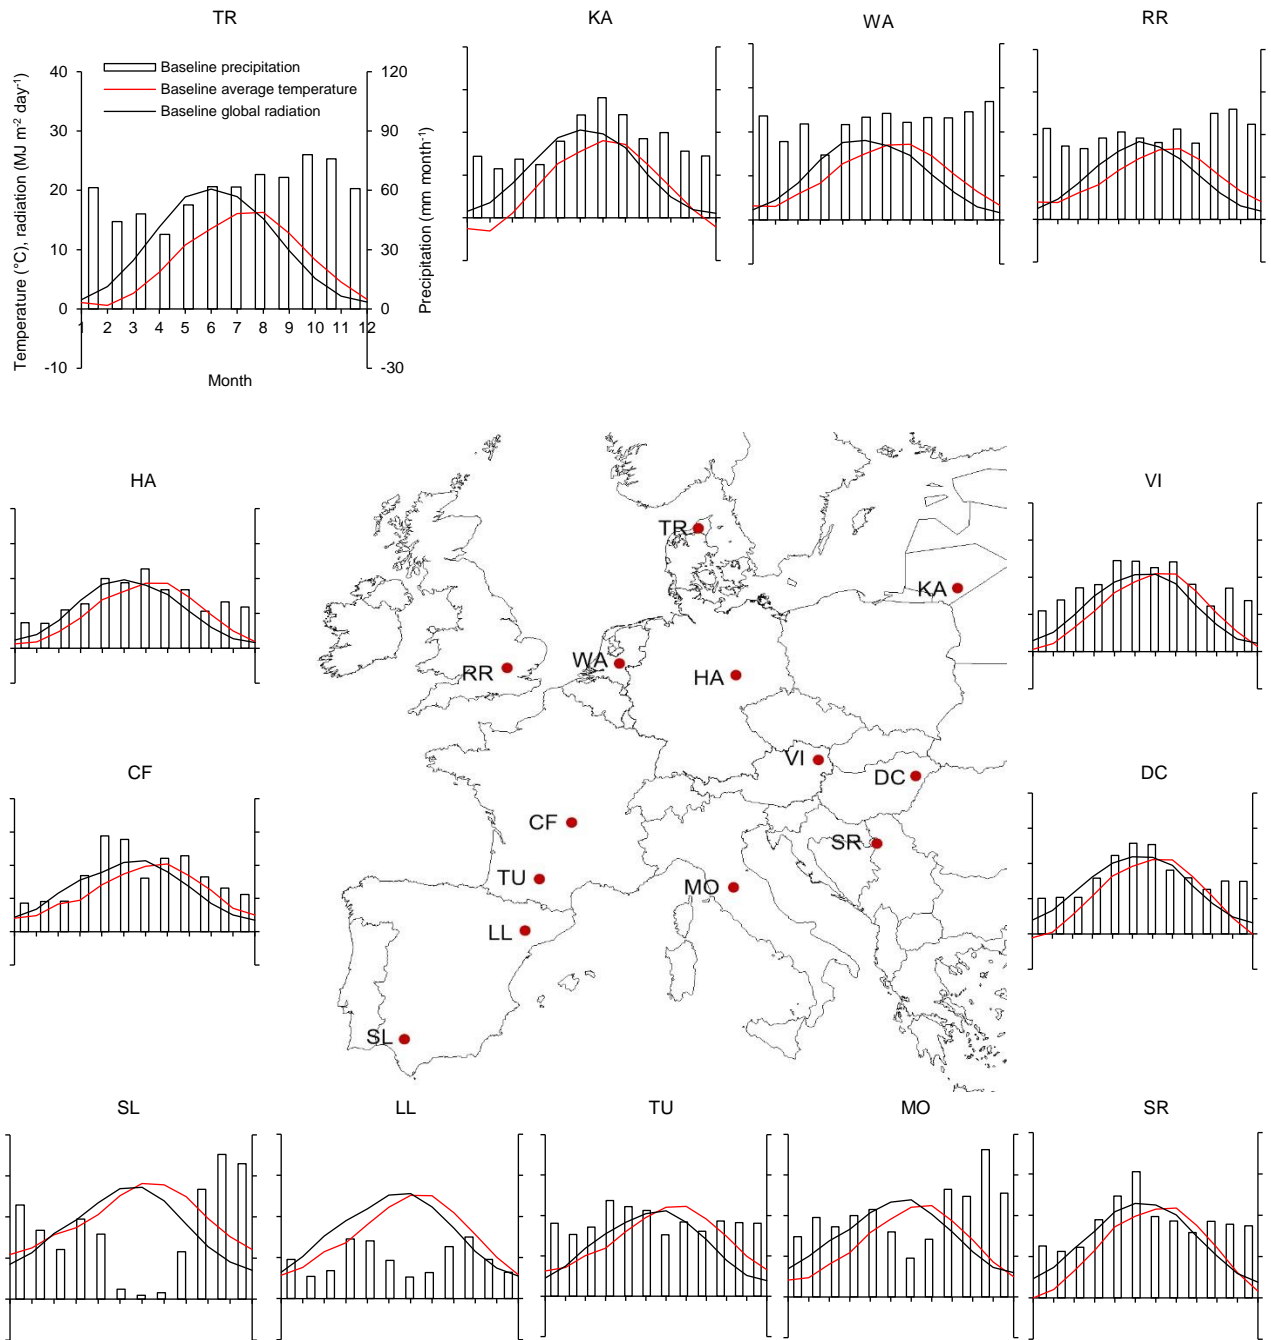 TR
KA
WA
RR
40
30
20
10
0
-10
Temperature (°C), radiation (MJ m⁻² day⁻¹)
Baseline precipitation
Baseline average temperature
Baseline global radiation
120
90
60
30
0
-30
Precipitation (mm month⁻¹)
1 2 3 4 5 6 7 8 9 10 11 12
Month
HA
VI
CF
DC
TR
KA
WA
RR
HA
VI
DC
CF
SR
TU
MO
LL
SL
SL
LL
TU
MO
SR